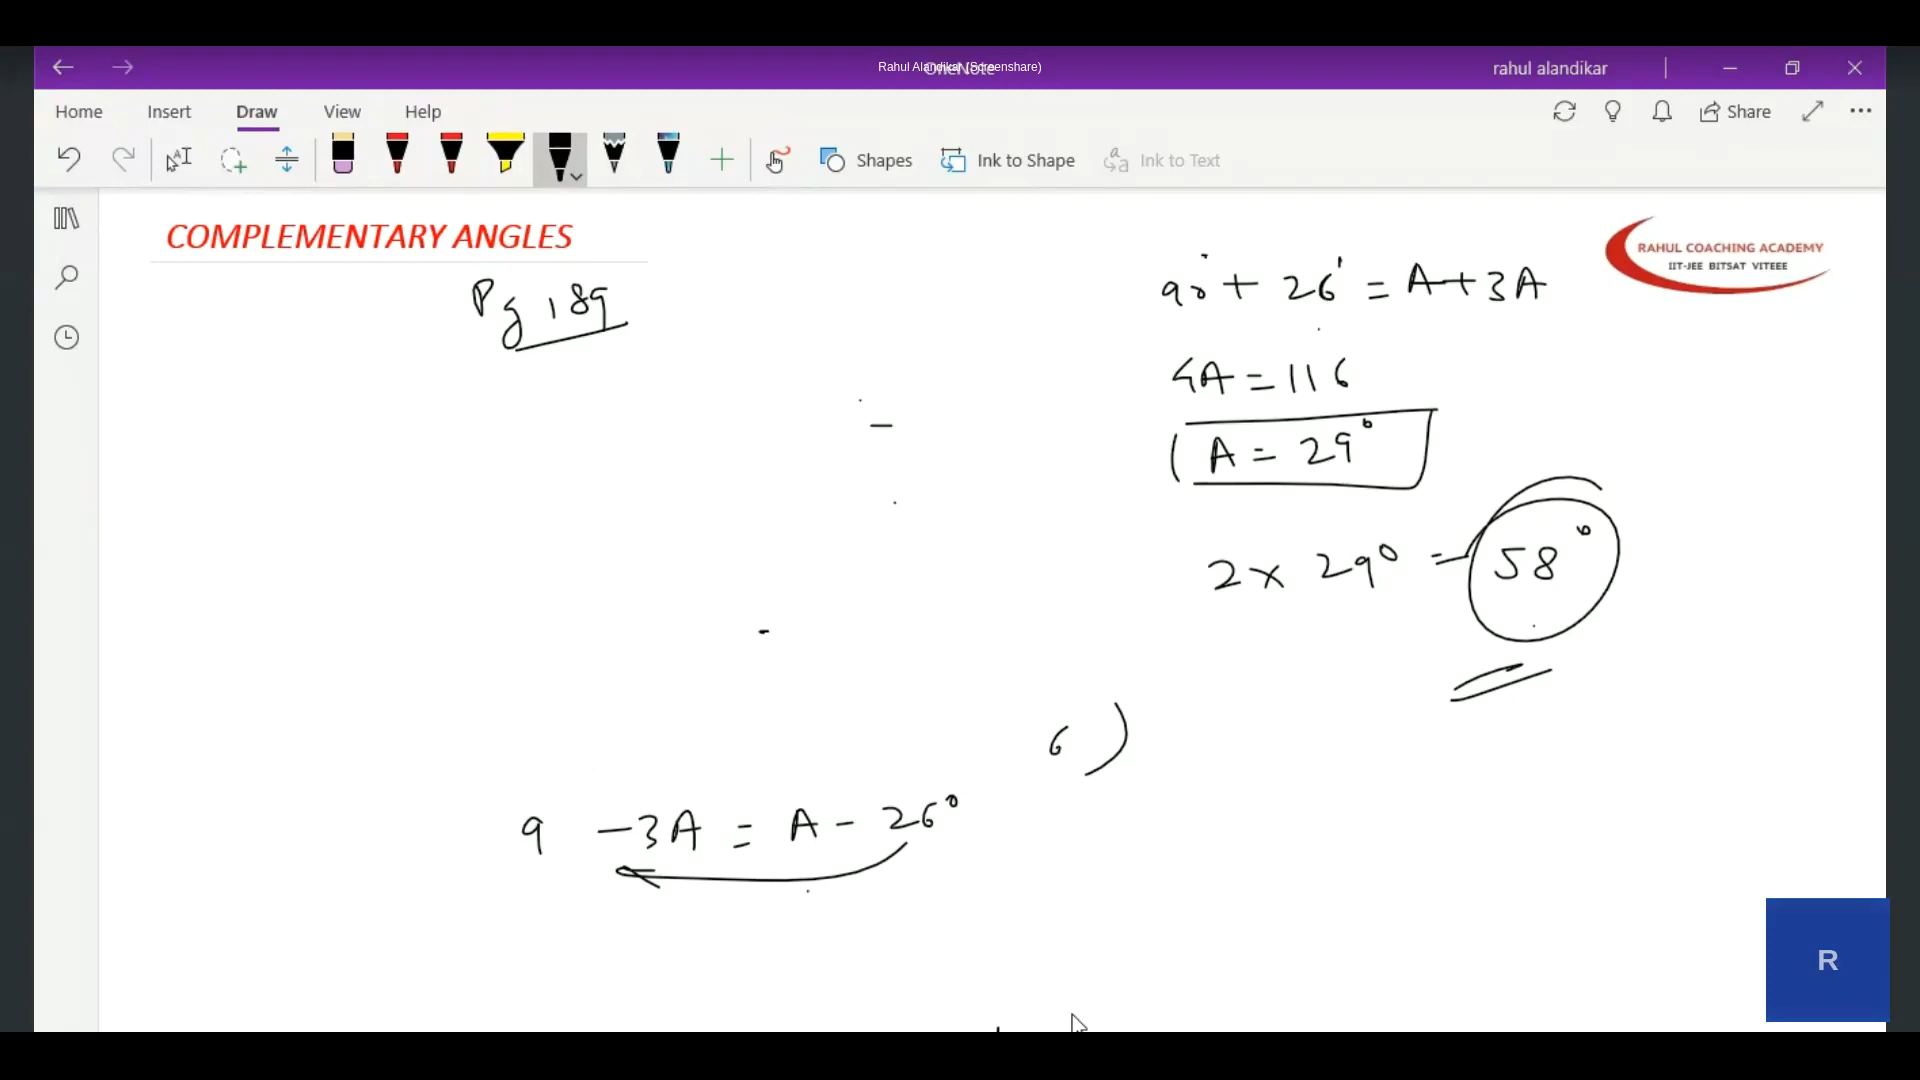 Rahul Alandikar (Screenshare)
rahul alandikar
Home Insert Draw View Help
Share
Shapes Ink to Shape Ink to Text
COMPLEMENTARY ANGLES
RAHUL COACHING ACADEMY
IIT-JEE BITSAT VITEEE
Pg 189
90° + 26' = A + 3A
4A = 116
A = 29°
2 x 29° = 58°
6)
9 - 3A = A - 26°
R